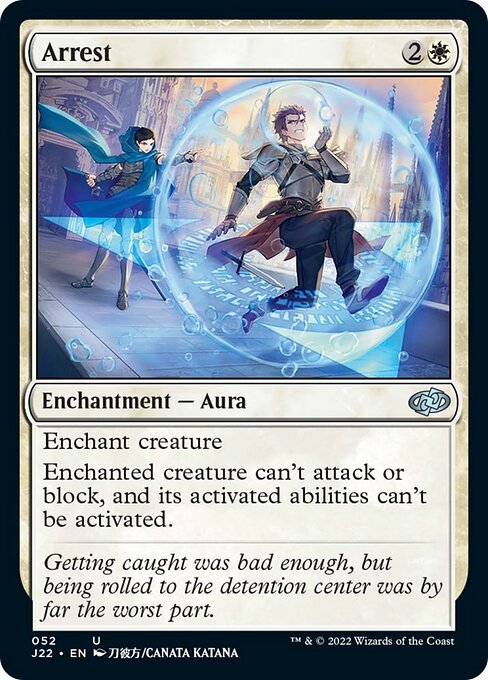 Arrest 2
Enchantment — Aura
Enchant creature
Enchanted creature can't attack or
block, and its activated abilities can't
be activated.
Getting caught was bad enough, but
being rolled to the detention center was by
far the worst part.
052 U
J22 • EN 刀彼方/CANATA KATANA
™ & © 2022 Wizards of the Coast